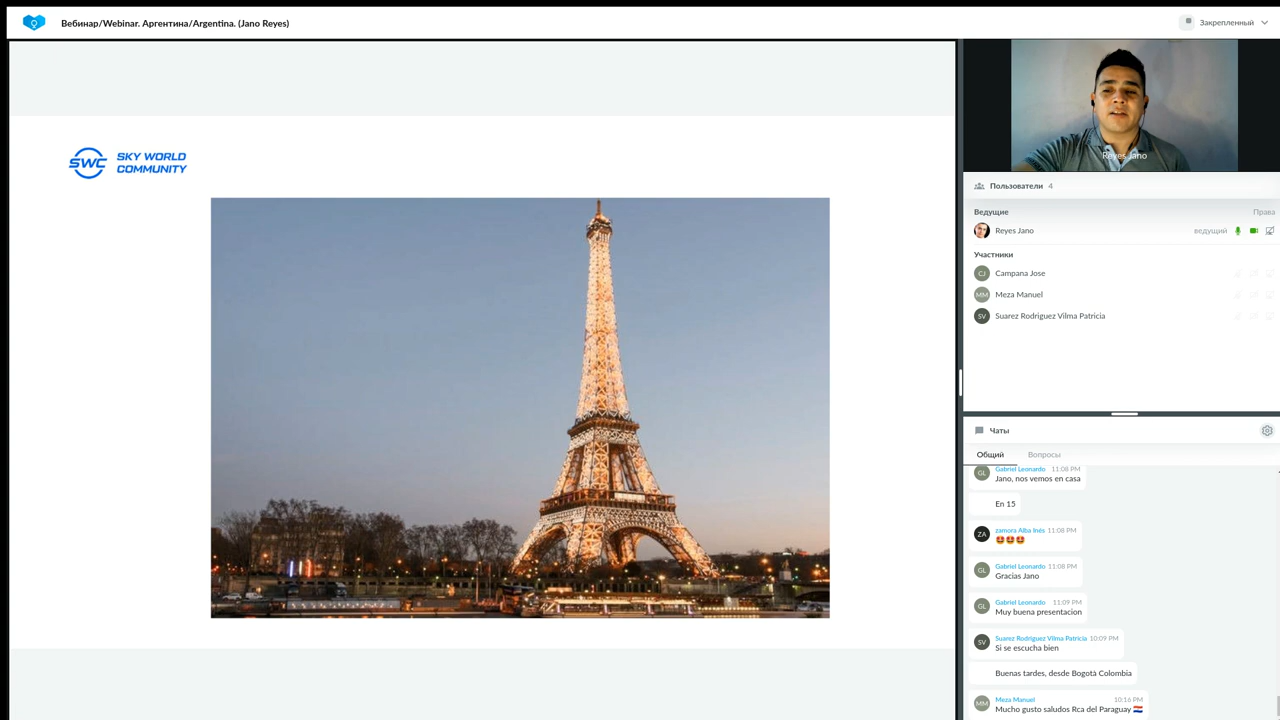 Вебинар/Webinar. Аргентина/Argentina. (Jano Reyes)
Закрепленный
SWC
SKY WORLD
COMMUNITY
Reyes Jano
Пользователи 4
Ведущие Права
Reyes Jano ведущий
Участники
CJ Campana Jose
MM Meza Manuel
SV Suarez Rodriguez Vilma Patricia
Чаты
Общий Вопросы
GL Gabriel Leonardo 11:08 PM
Jano, nos vemos en casa
En 15
ZA zamora Alba Inés 11:08 PM
GL Gabriel Leonardo 11:08 PM
Gracias Jano
GL Gabriel Leonardo 11:09 PM
Muy buena presentacion
SV Suarez Rodriguez Vilma Patricia 10:09 PM
Si se escucha bien
Buenas tardes, desde Bogotà Colombia
MM Meza Manuel 10:16 PM
Mucho gusto saludos Rca del Paraguay